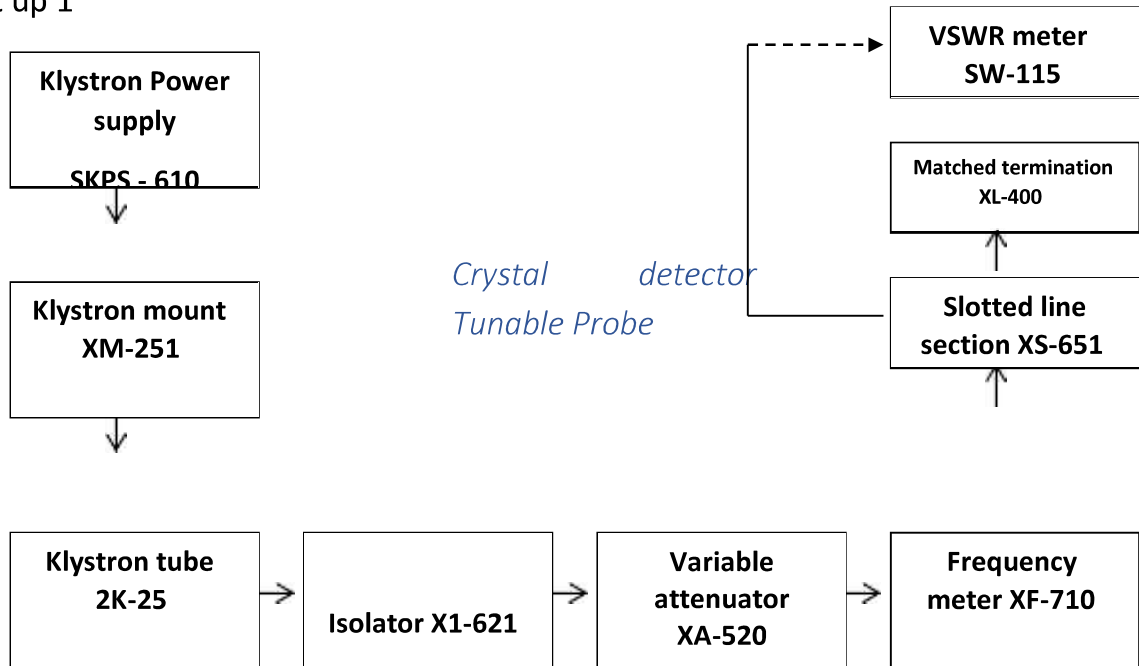 up 1
Klystron Power
supply
SKPS - 610
VSWR meter
SW-115
Matched termination
XL-400
Klystron mount
XM-251
Crystal detector
Tunable Probe
Slotted line
section XS-651
Klystron tube
2K-25
Isolator X1-621
Variable
attenuator
XA-520
Frequency
meter XF-710